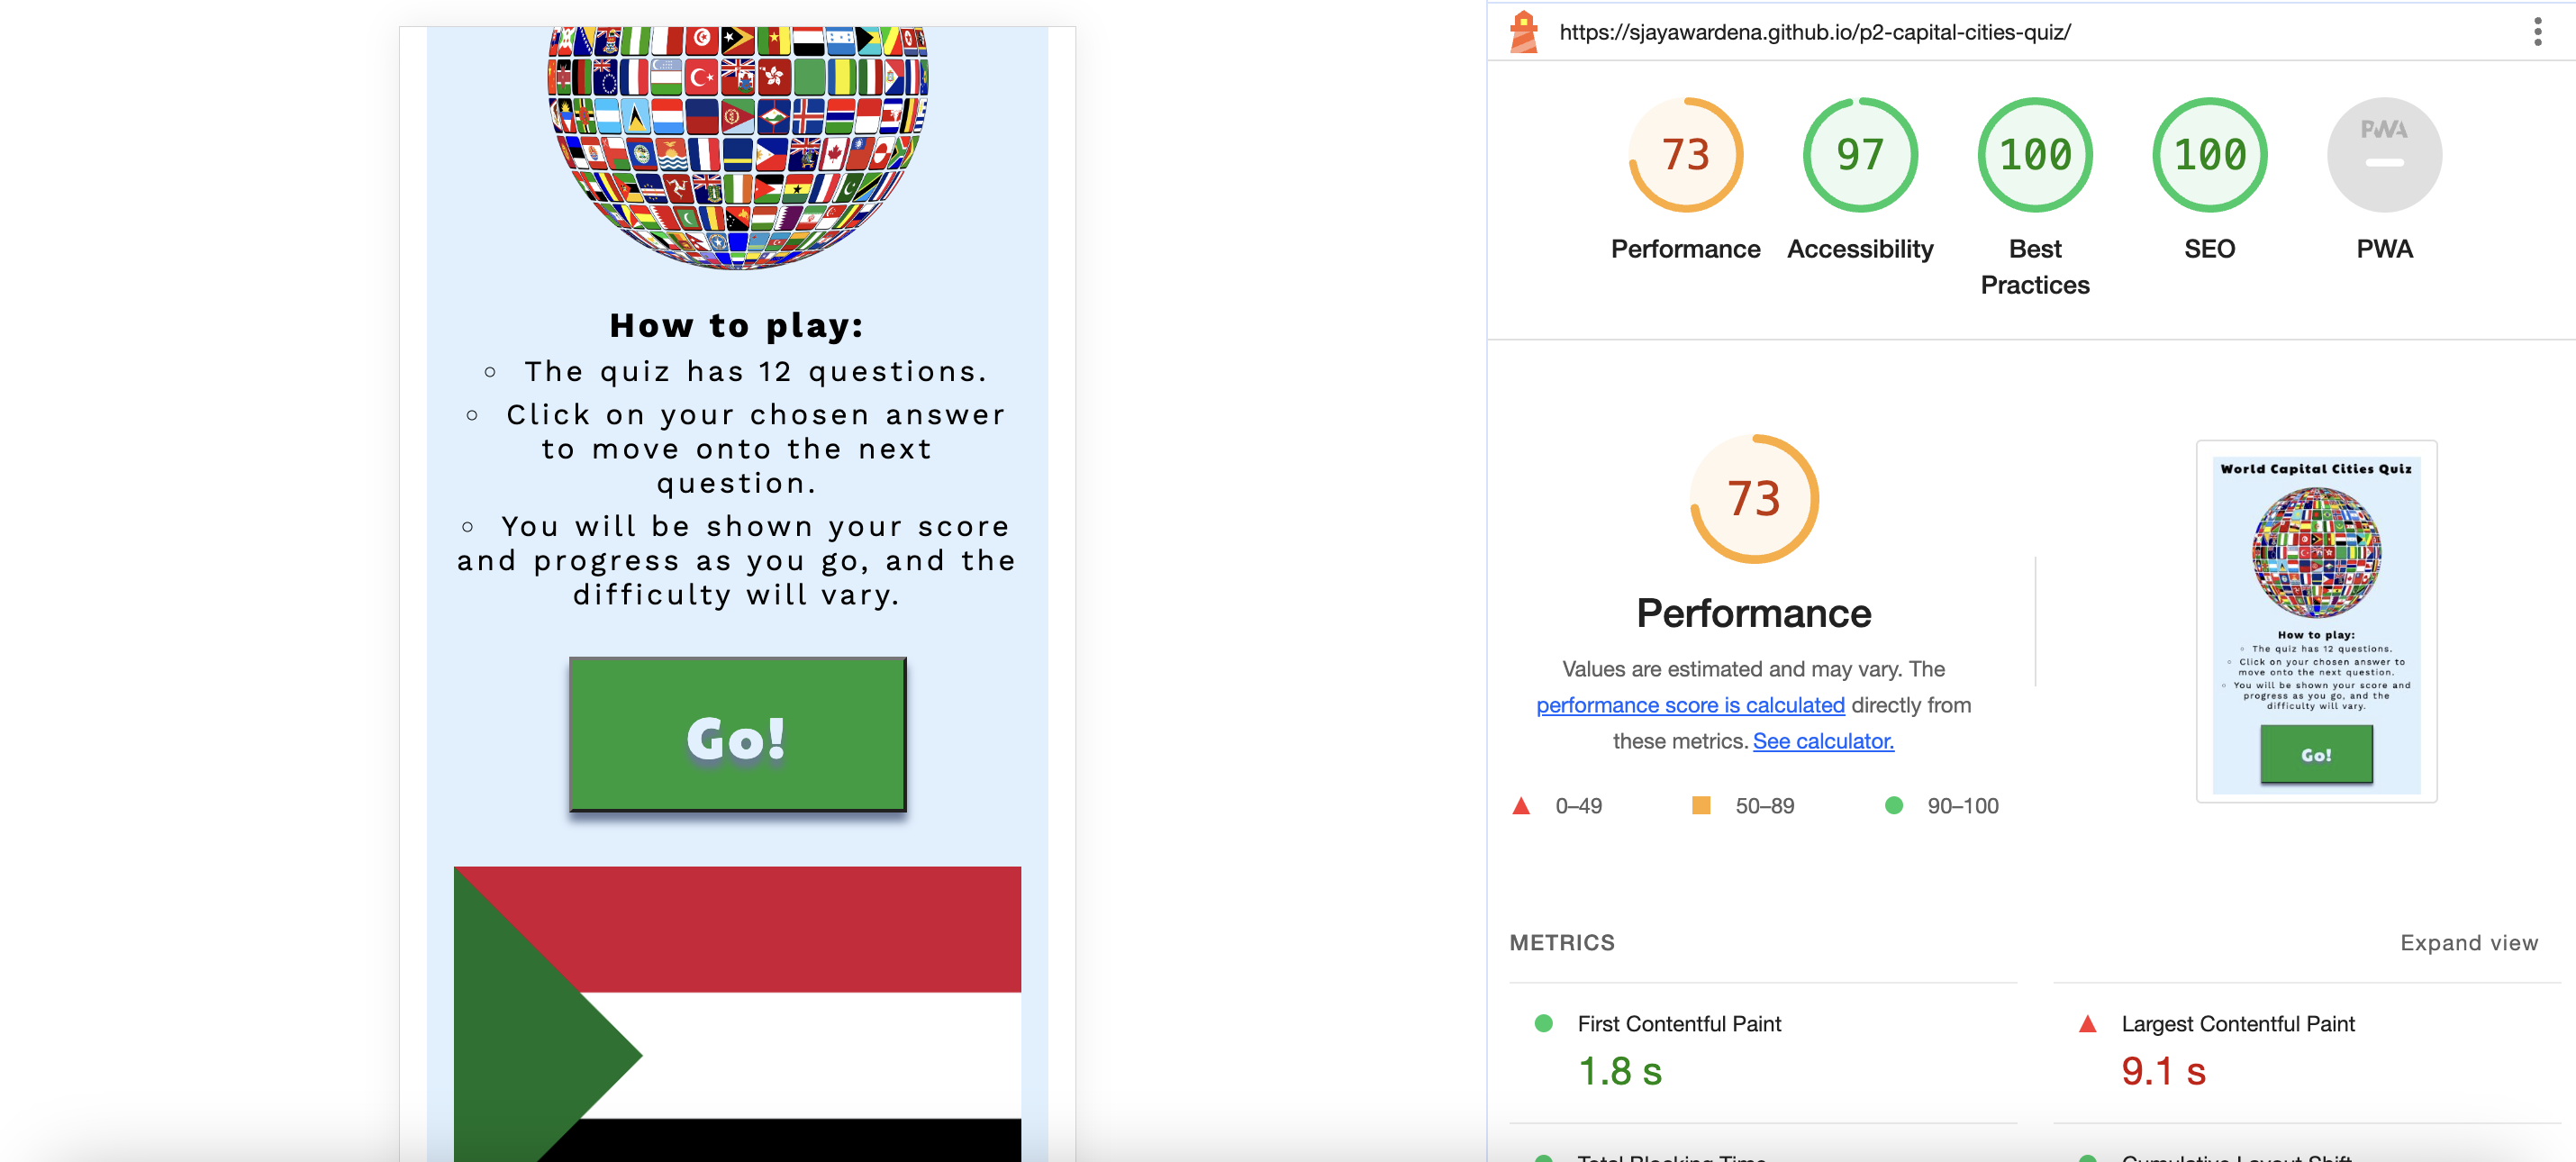 How to play:
The quiz has 12 questions.
Click on your chosen answer
to move onto the next
question.
You will be shown your score
and progress as you go, and the
difficulty will vary.
Go!
https://sjayawardena.github.io/p2-capital-cities-quiz/
73
97
100
100
PWA
Performance
Accessibility
Best
Practices
SEO
PWA
73
Performance
Values are estimated and may vary. The
performance score is calculated directly from
these metrics. See calculator.
0–49
50–89
90–100
World Capital Cities Quiz
How to play:
The quiz has 12 questions.
Click on your chosen answer to
move onto the next question.
You will be shown your score and
progress as you go, and the
difficulty will vary.
Go!
METRICS
Expand view
First Contentful Paint
1.8 s
Largest Contentful Paint
9.1 s
Total Blocking Time
Cumulative Layout Shift